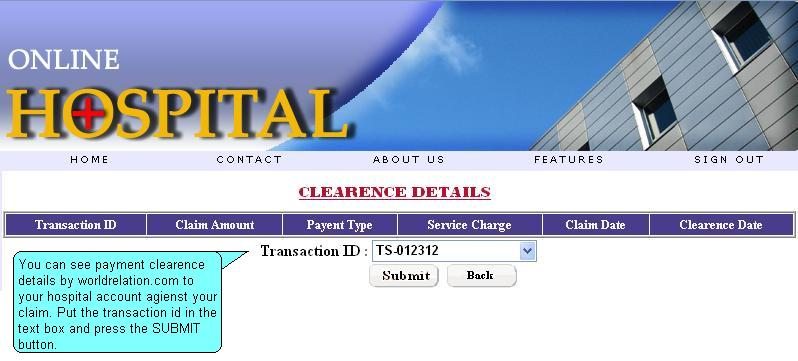 ONLINE
HOSPITAL
HOME CONTACT ABOUT US FEATURES SIGN OUT
CLEARENCE DETAILS
Transaction ID Claim Amount Payent Type Service Charge Claim Date Clearence Date
Transaction ID : TS-012312
Submit Back
You can see payment clearence
details by worldrelation.com to
your hospital account agienst your
claim. Put the transaction id in the
text box and press the SUBMIT
button.